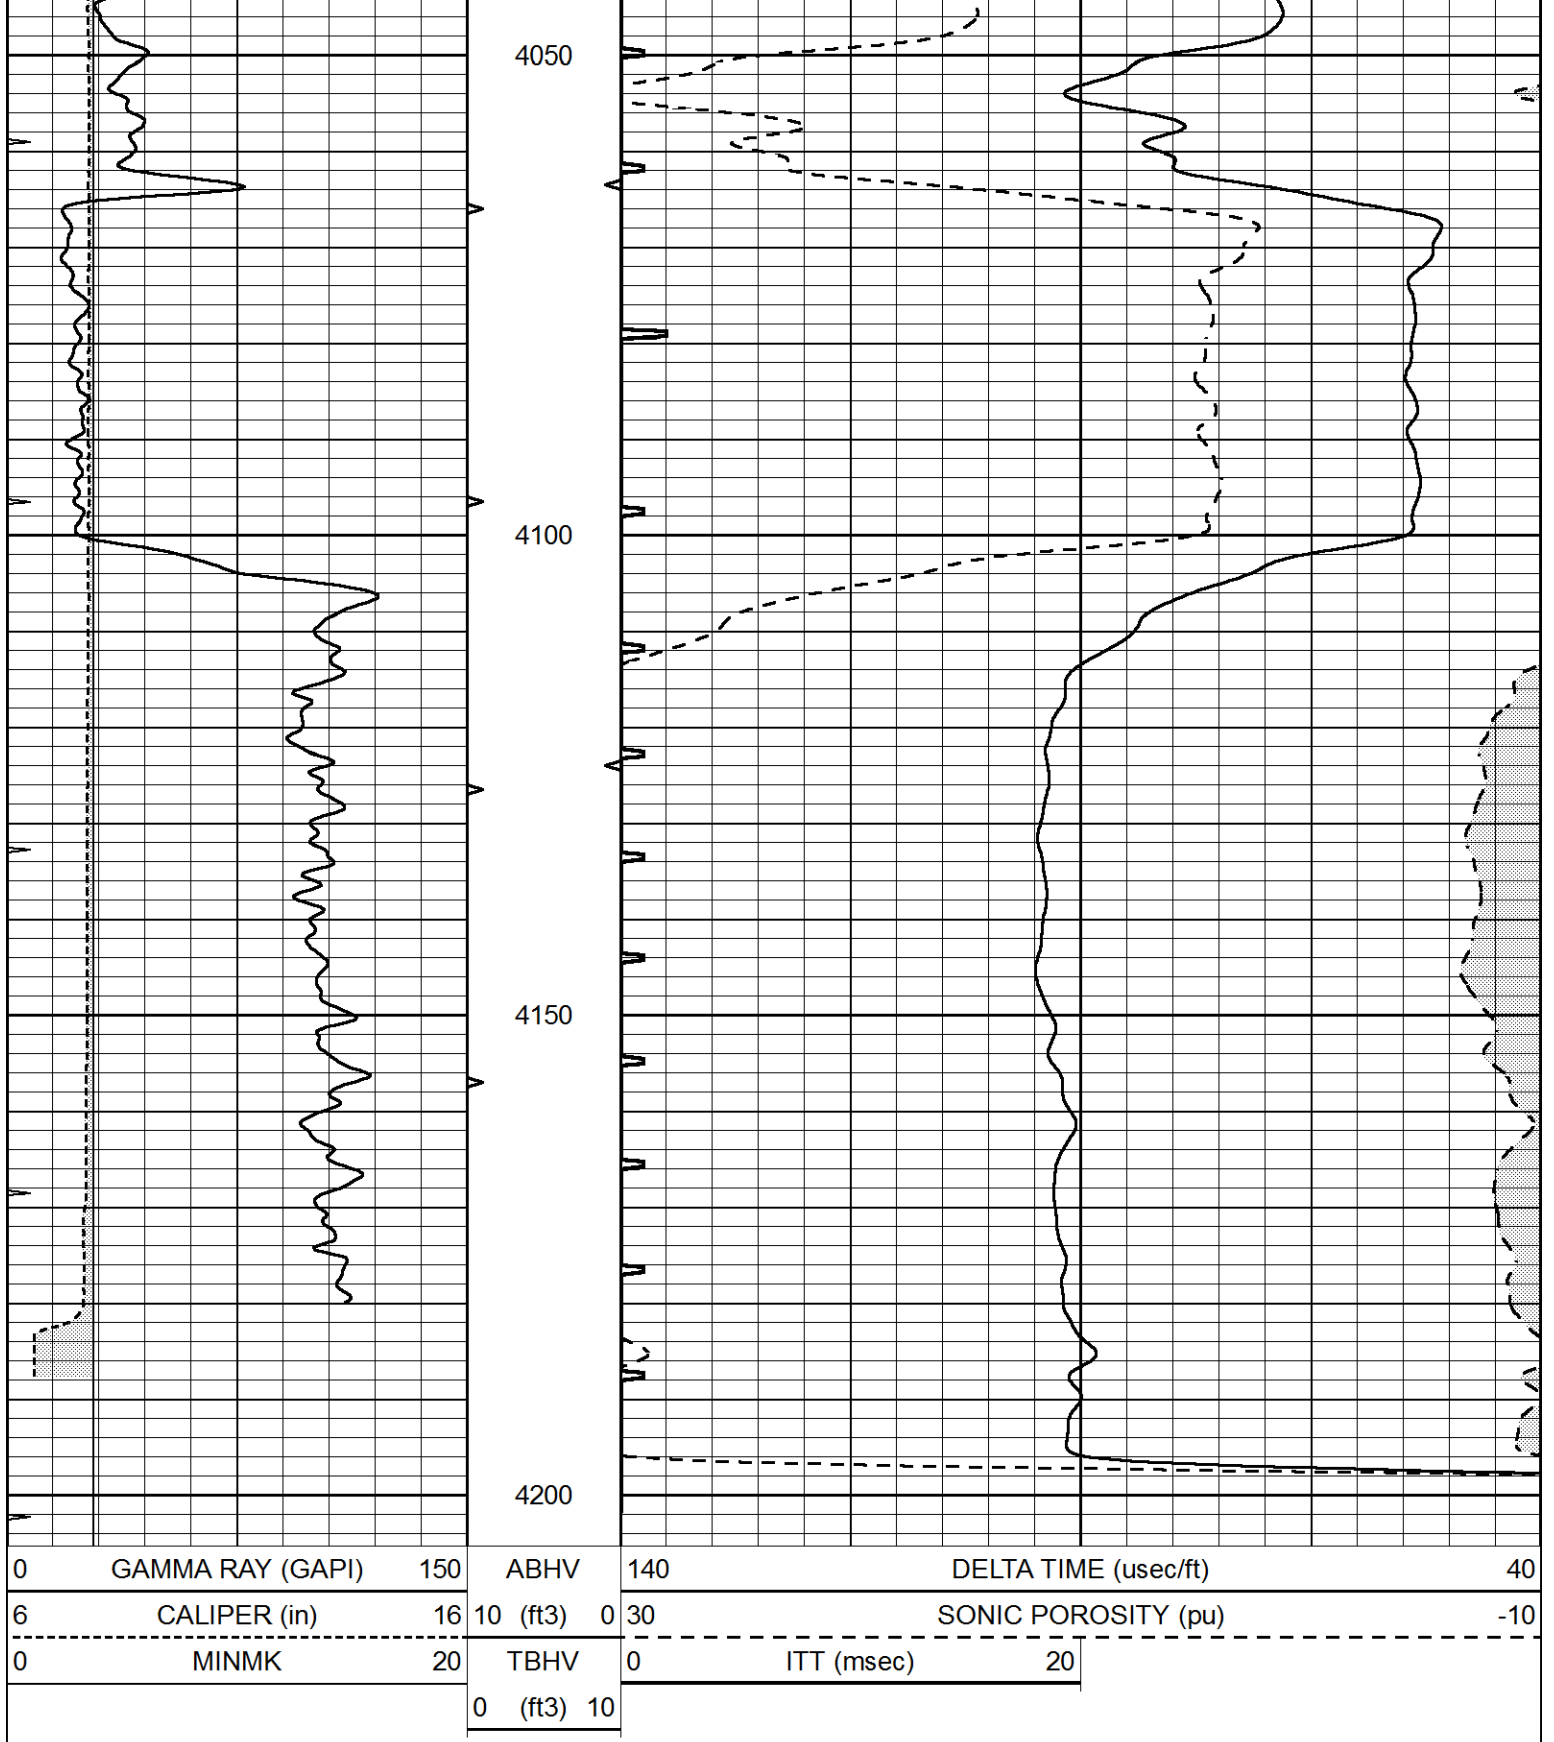 4050
4100
4150
4200
0 GAMMA RAY (GAPI) 150 ABHV 140 DELTA TIME (usec/ft) 40
6 CALIPER (in) 16 10 (ft3) 0 30 SONIC POROSITY (pu) -10
0 MINMK 20 TBHV 0 ITT (msec) 20
0 (ft3) 10